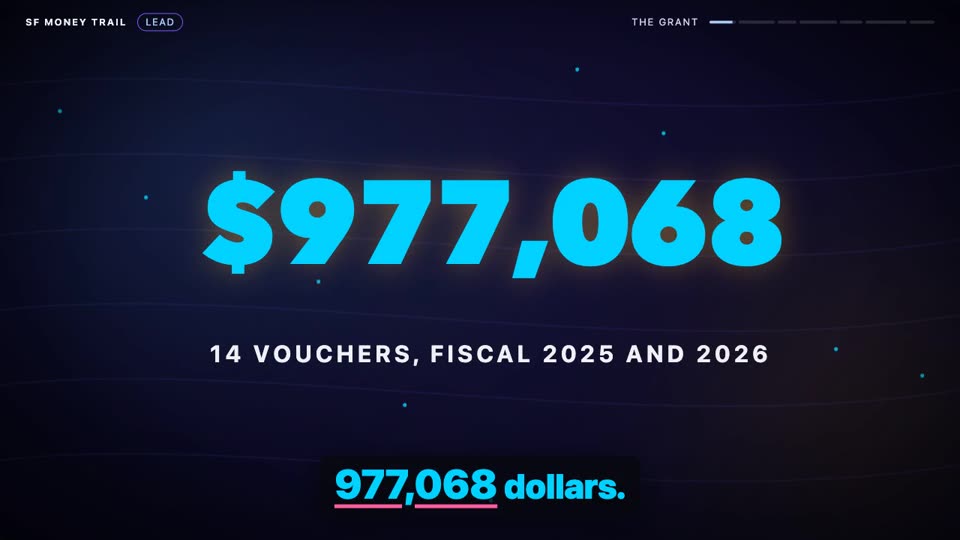 SF MONEY TRAIL LEAD THE GRANT
$977,068
14 VOUCHERS, FISCAL 2025 AND 2026
977,068 dollars.